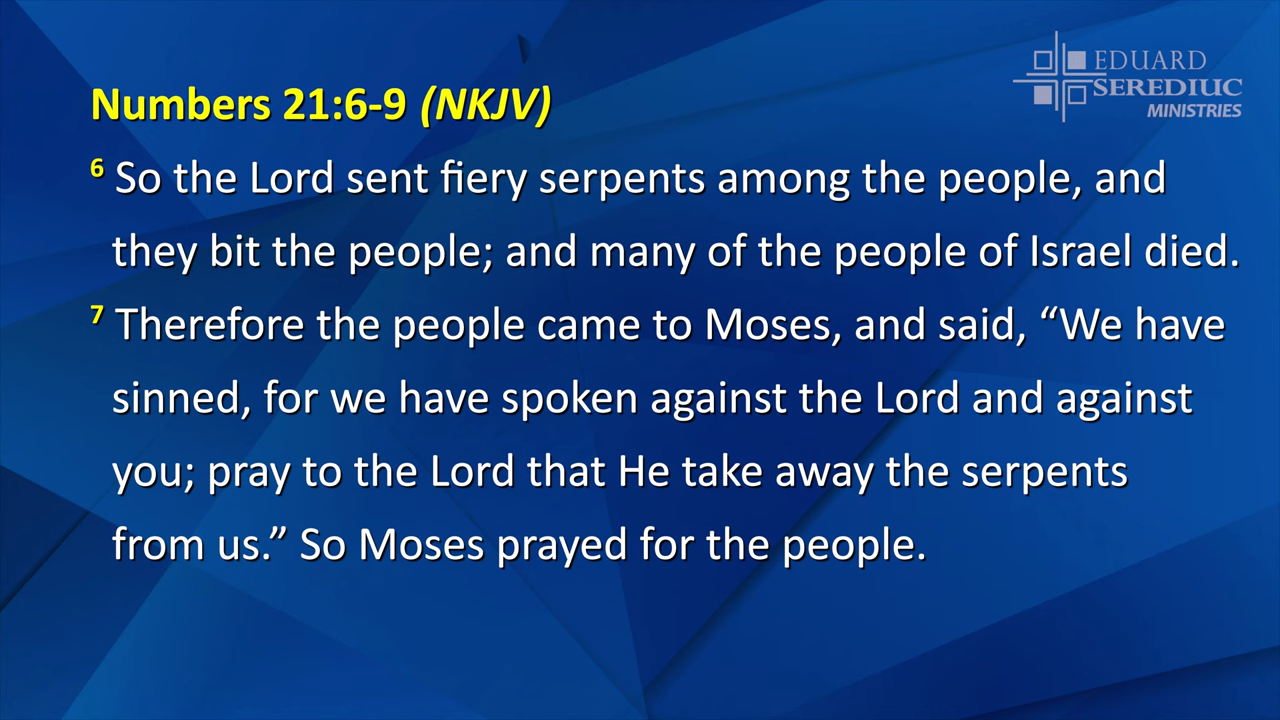 EDUARD
SEREDIUC
MINISTRIES
Numbers 21:6-9 (NKJV)
6 So the Lord sent fiery serpents among the people, and
they bit the people; and many of the people of Israel died.
7 Therefore the people came to Moses, and said, “We have
sinned, for we have spoken against the Lord and against
you; pray to the Lord that He take away the serpents
from us.” So Moses prayed for the people.